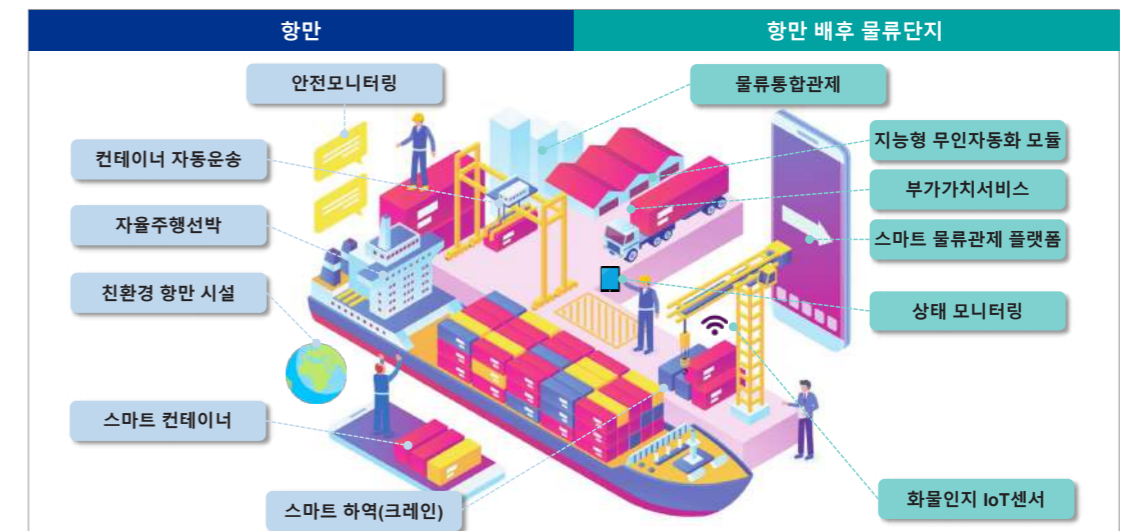 항만
항만 배후 물류단지
안전모니터링
컨테이너 자동운송
자율주행선박
친환경 항만 시설
스마트 컨테이너
스마트 하역(크레인)
물류통합관제
지능형 무인자동화 모듈
부가가치서비스
스마트 물류관제 플랫폼
상태 모니터링
화물인지 IoT센서